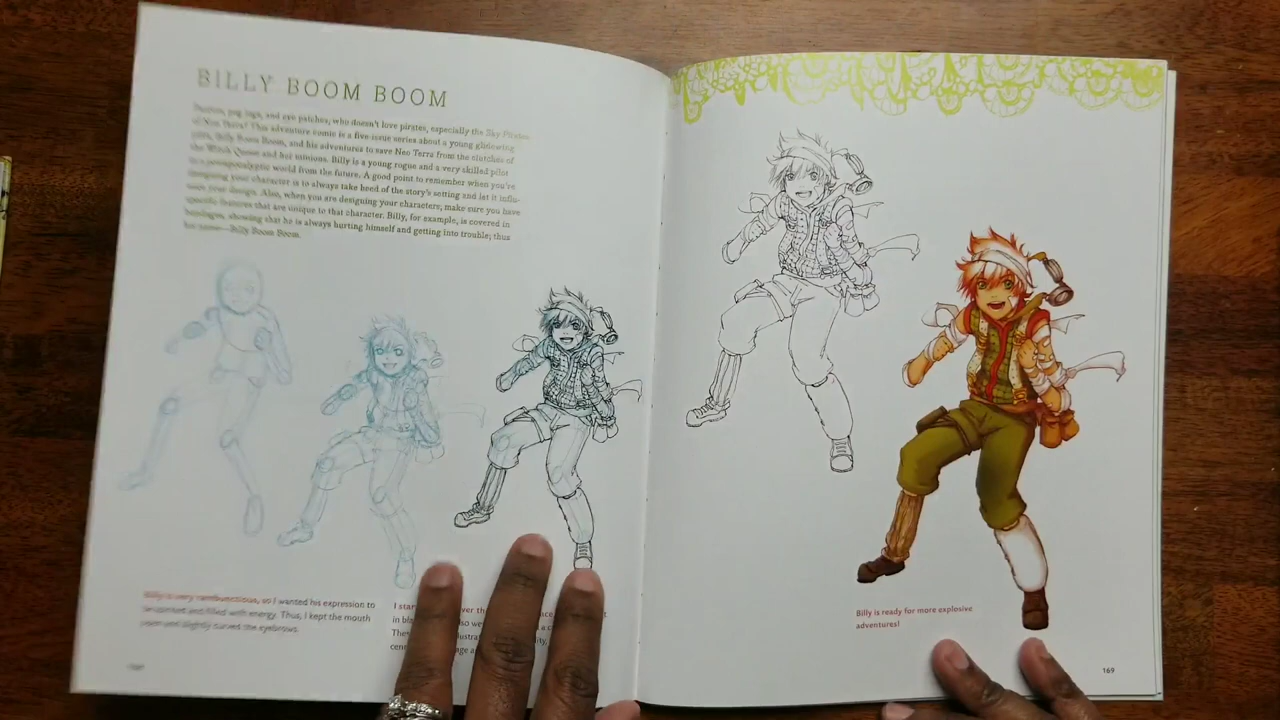 BILLY BOOM BOOM
Parrots, peg legs, and eye patches, who doesn't love pirates, especially the Sky Pirates
of Neo Terra? This adventure comic is a five-issue series about a young glidewing
pilot, Billy Boom Boom, and his adventures to save Neo Terra from the clutches of
the Witch Queen and her minions. Billy is a young rogue and a very skilled pilot
in a postapocalyptic world from the future. A good point to remember when you're
designing your character is to always take heed of the story's setting and let it influ-
ence your design. Also, when you are designing your characters, make sure you have
specific features that are unique to that character. Billy, for example, is covered in
bandages, showing that he is always hurting himself and getting into trouble; thus
his name—Billy Boom Boom.
Billy is very rambunctious, so I wanted his expression to
be animated and filled with energy. Thus, I kept the mouth
open and slightly curved the eyebrows.
I star
in bla
Billy is ready for more explosive
adventures!
169